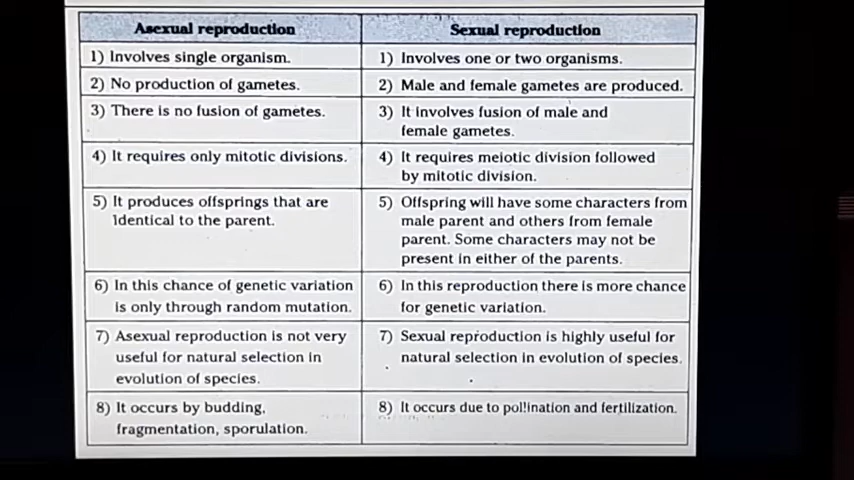 Asexual reproduction
Sexual reproduction
1) Involves single organism.
1) Involves one or two organisms.
2) No production of gametes.
2) Male and female gametes are produced.
3) There is no fusion of gametes.
3) It involves fusion of male and
female gametes.
4) It requires only mitotic divisions.
4) It requires meiotic division followed
by mitotic division.
5) It produces offsprings that are
identical to the parent.
5) Offspring will have some characters from
male parent and others from female
parent. Some characters may not be
present in either of the parents.
6) In this chance of genetic variation
is only through random mutation.
6) In this reproduction there is more chance
for genetic variation.
7) Asexual reproduction is not very
useful for natural selection in
evolution of species.
7) Sexual reproduction is highly useful for
natural selection in evolution of species.
8) It occurs by budding,
fragmentation, sporulation.
8) It occurs due to pollination and fertilization.